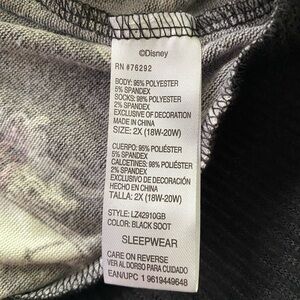 ©Disney
RN #76292
BODY: 95% POLYESTER
5% SPANDEX
SOCKS: 98% POLYESTER
2% SPANDEX
EXCLUSIVE OF DECORATION
MADE IN CHINA
SIZE: 2X (18W-20W)
CUERPO: 95% POLIÉSTER
5% SPANDEX
CALCETINES: 98% POLIÉSTER
2% SPANDEX
EXCLUSIVO DE DECORACIÓN
HECHO EN CHINA
TALLA: 2X (18W-20W)
STYLE: LZ42910GB
COLOR: BLACK SOOT
SLEEPWEAR
CARE ON REVERSE
VER AL DORSO PARA CUIDADO
EAN/UPC 1 9619449648